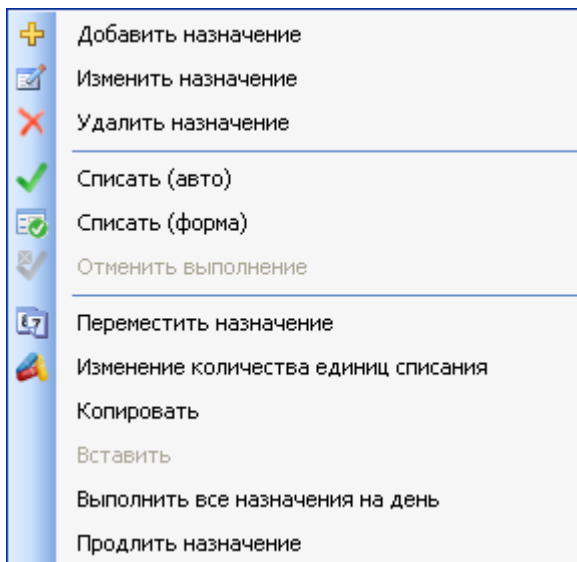 Добавить назначение
Изменить назначение
Удалить назначение
Списать (авто)
Списать (форма)
Отменить выполнение
Переместить назначение
Изменение количества единиц списания
Копировать
Вставить
Выполнить все назначения на день
Продлить назначение